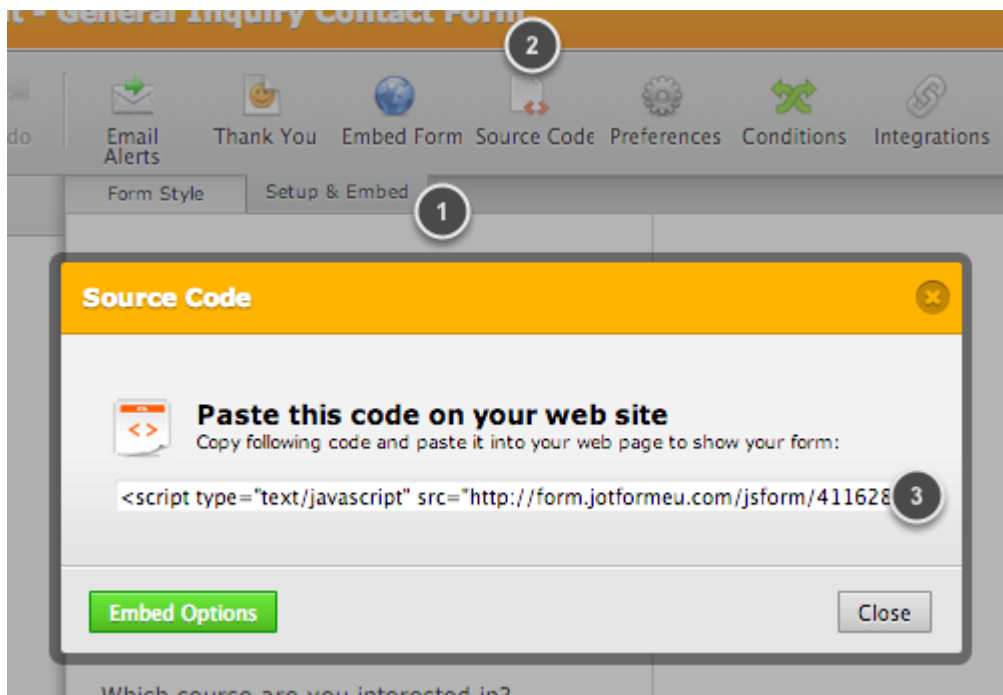 t - General Inquiry Contact Form
2
do
Email Alerts
Thank You
Embed Form
Source Code
Preferences
Conditions
Integrations
Form Style
Setup & Embed
1
Source Code
Paste this code on your web site
Copy following code and paste it into your web page to show your form:
<script type="text/javascript" src="http://form.jotformeu.com/jsform/411628
3
Embed Options
Close
Which course are you interested in?